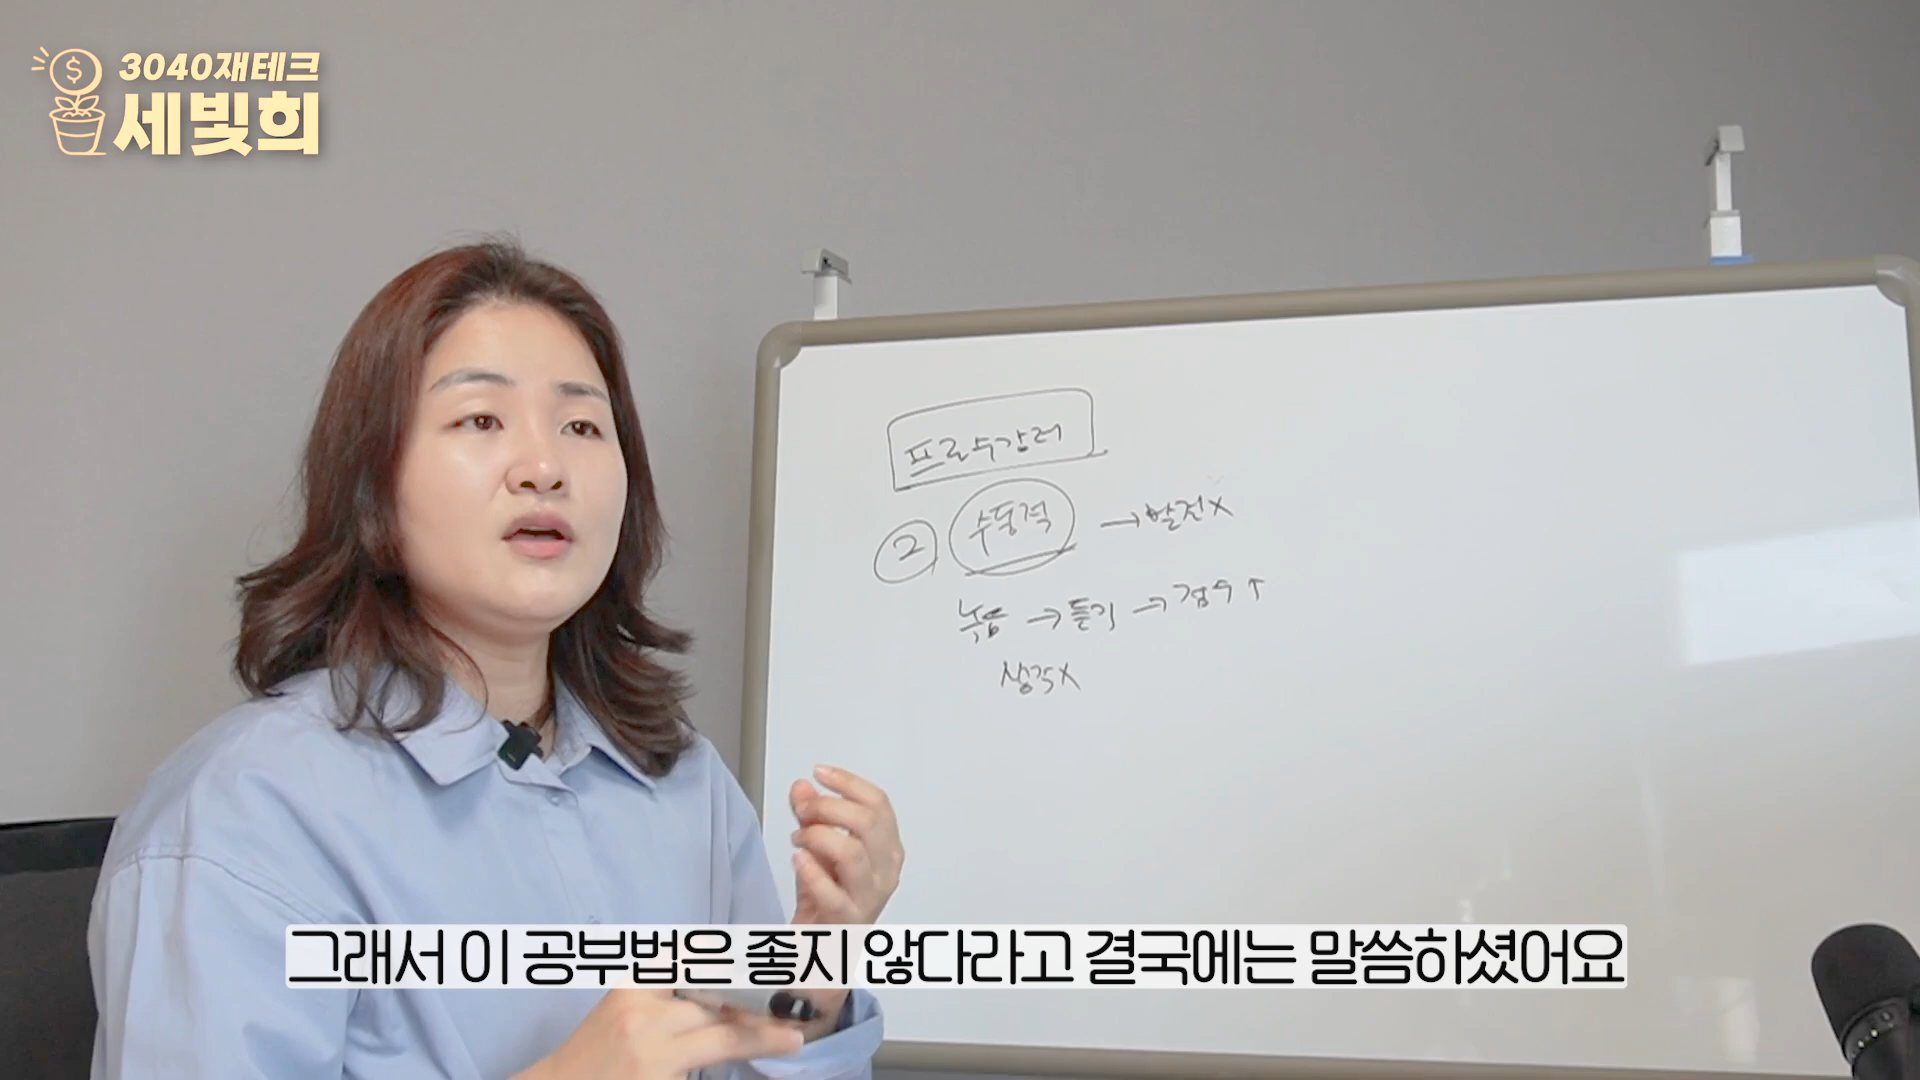 3040재테크
세빛희
프로수강러
② 수동적 → 발전X
녹음 → 듣기 → 점수↑
생각X
그래서 이 공부법은 좋지 않다라고 결국에는 말씀하셨어요